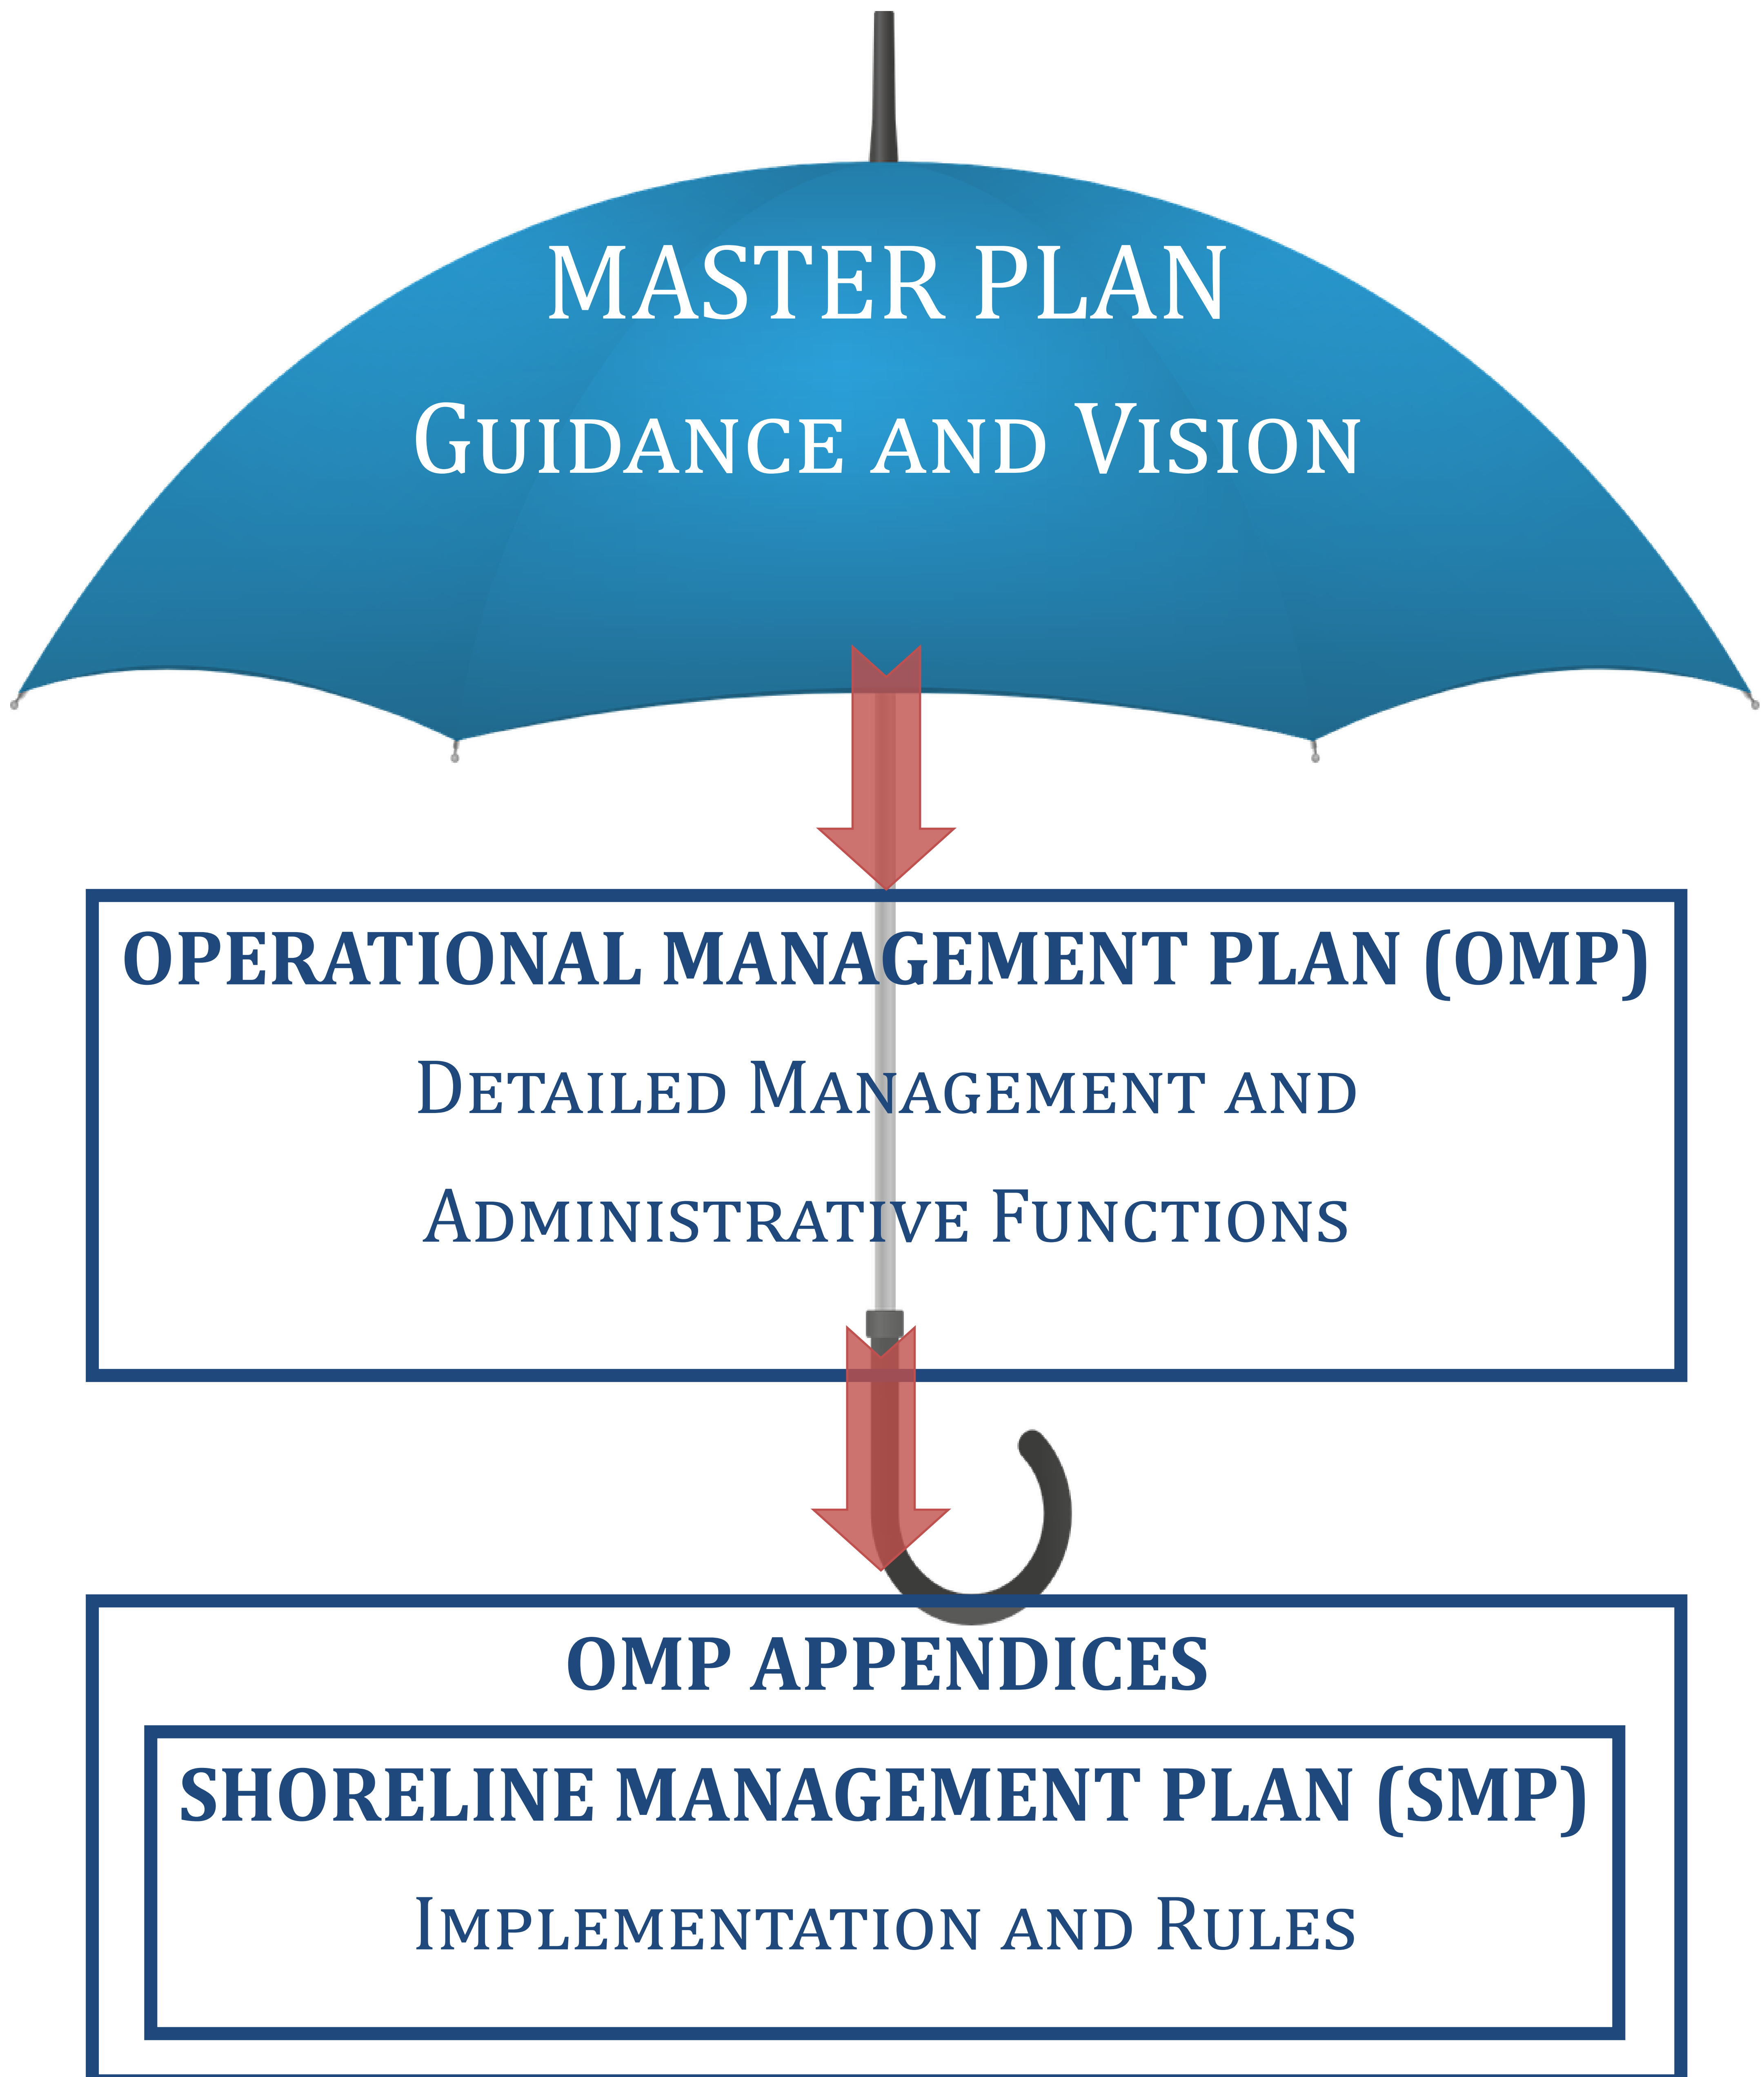 MASTER PLAN
GUIDANCE AND VISION
OPERATIONAL MANAGEMENT PLAN (OMP)
DETAILED MANAGEMENT AND
ADMINISTRATIVE FUNCTIONS
OMP APPENDICES
SHORELINE MANAGEMENT PLAN (SMP)
IMPLEMENTATION AND RULES